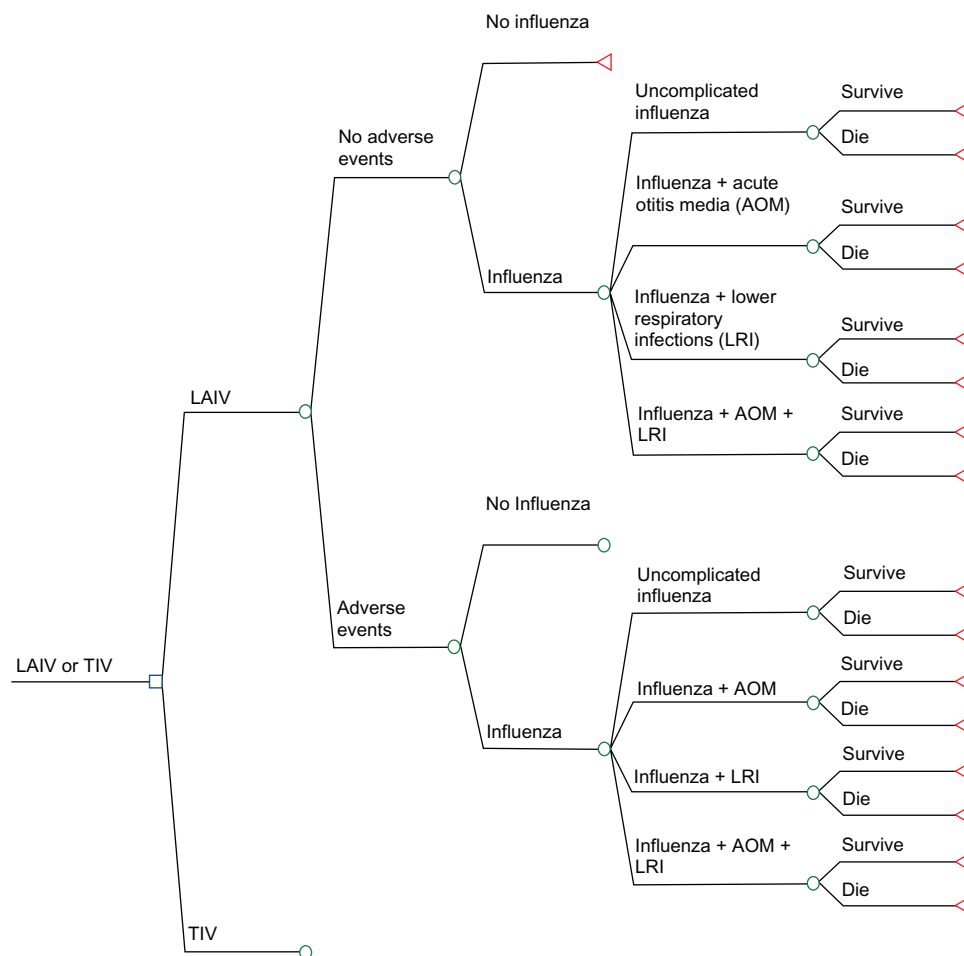 No influenza
Uncomplicated
influenza
Survive
Die
No adverse
events
Influenza + acute
otitis media (AOM)
Survive
Die
Influenza
Influenza + lower
respiratory
infections (LRI)
Survive
Die
LAIV
Influenza + AOM +
LRI
Survive
Die
No Influenza
Uncomplicated
influenza
Survive
Die
Adverse
events
LAIV or TIV
Influenza + AOM
Survive
Die
Influenza
Influenza + LRI
Survive
Die
Influenza + AOM +
LRI
Survive
Die
TIV